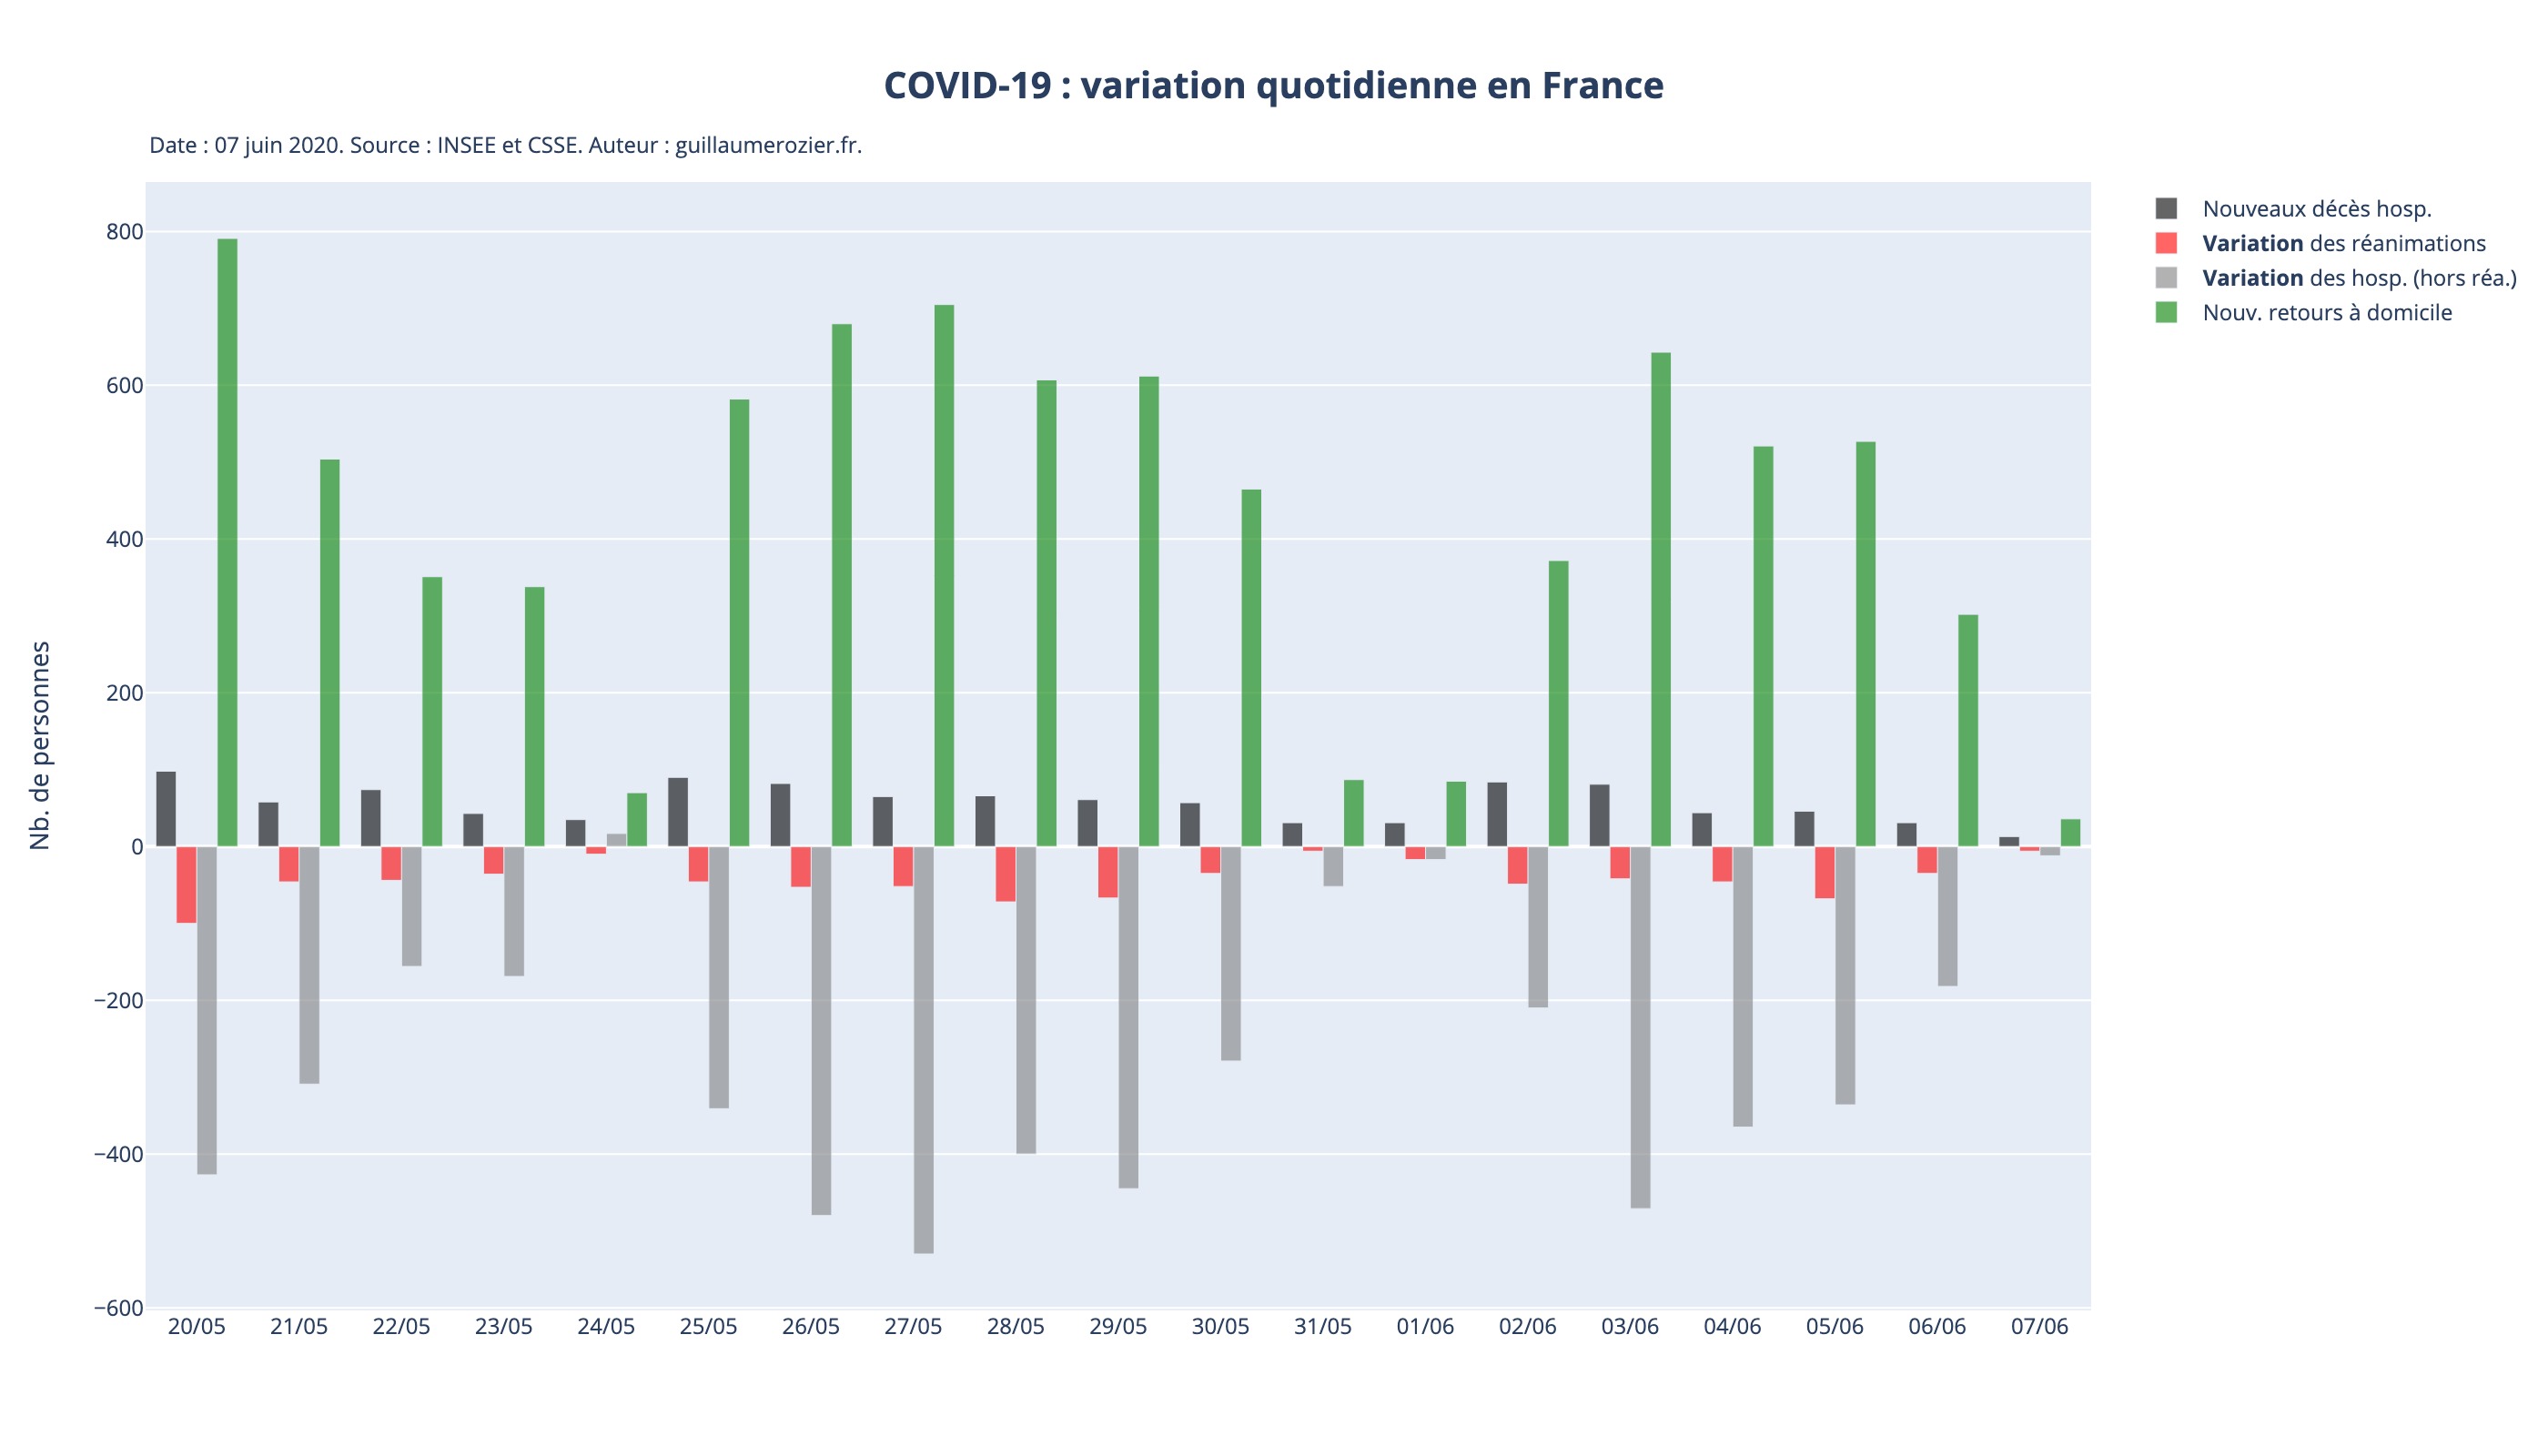 COVID-19 : variation quotidienne en France
Date : 07 juin 2020. Source : INSEE et CSSE. Auteur : guillaumerozier.fr.
Nouveaux décès hosp.
Variation des réanimations
Variation des hosp. (hors réa.)
Nouv. retours à domicile
Nb. de personnes
800
600
400
200
0
−200
−400
−600
20/05 21/05 22/05 23/05 24/05 25/05 26/05 27/05 28/05 29/05 30/05 31/05 01/06 02/06 03/06 04/06 05/06 06/06 07/06